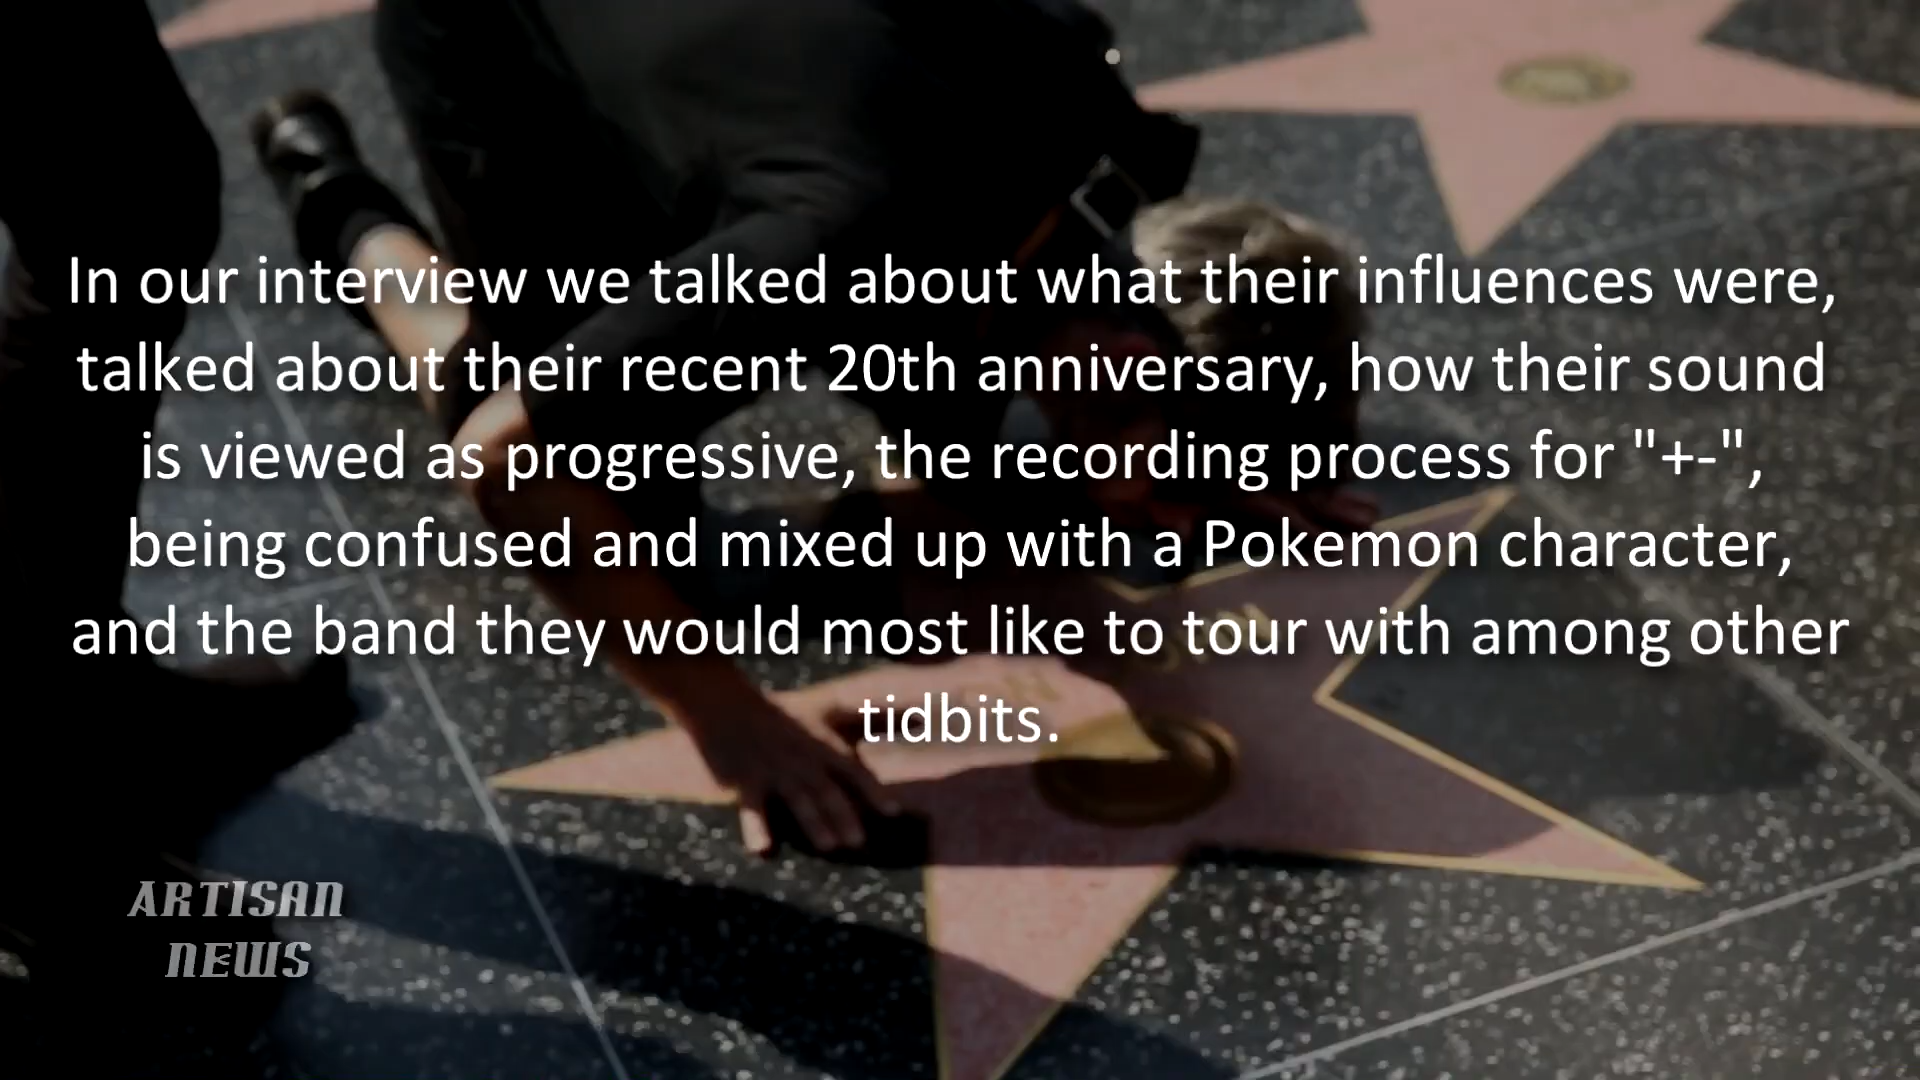 In our interview we talked about what their influences were,
talked about their recent 20th anniversary, how their sound
is viewed as progressive, the recording process for "+-",
being confused and mixed up with a Pokemon character,
and the band they would most like to tour with among other
tidbits.
ARTISAN
NEWS